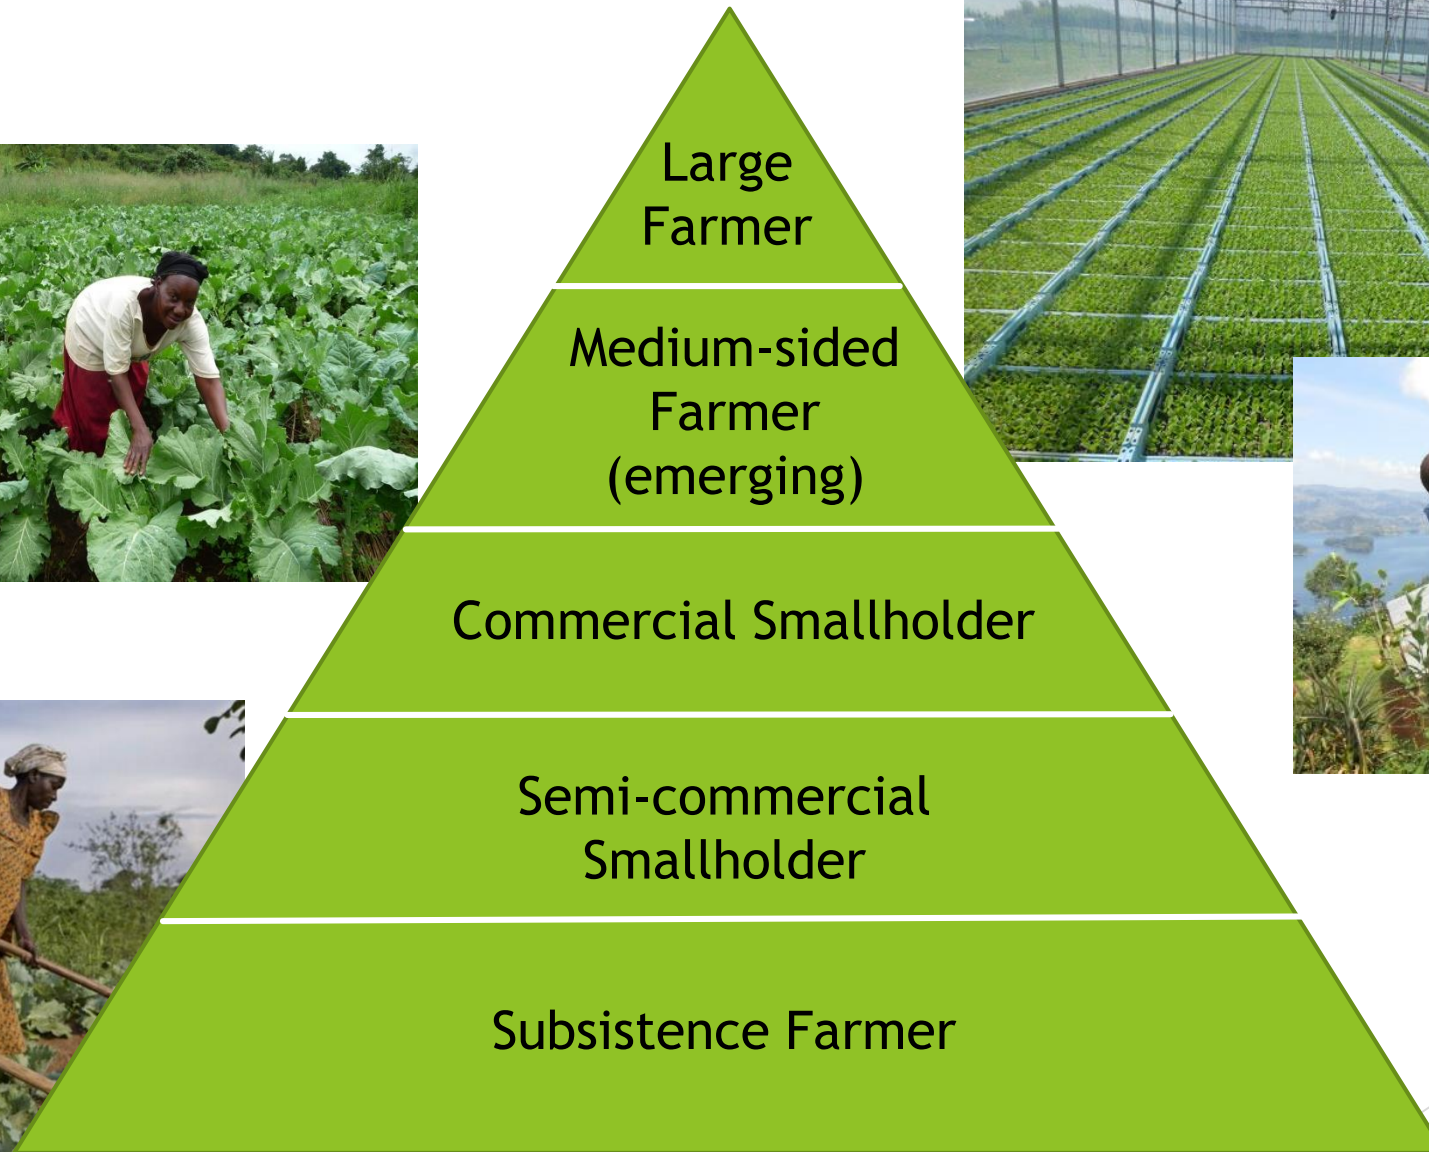 Large
Farmer
Medium-sided
Farmer
(emerging)
Commercial Smallholder
Semi-commercial
Smallholder
Subsistence Farmer